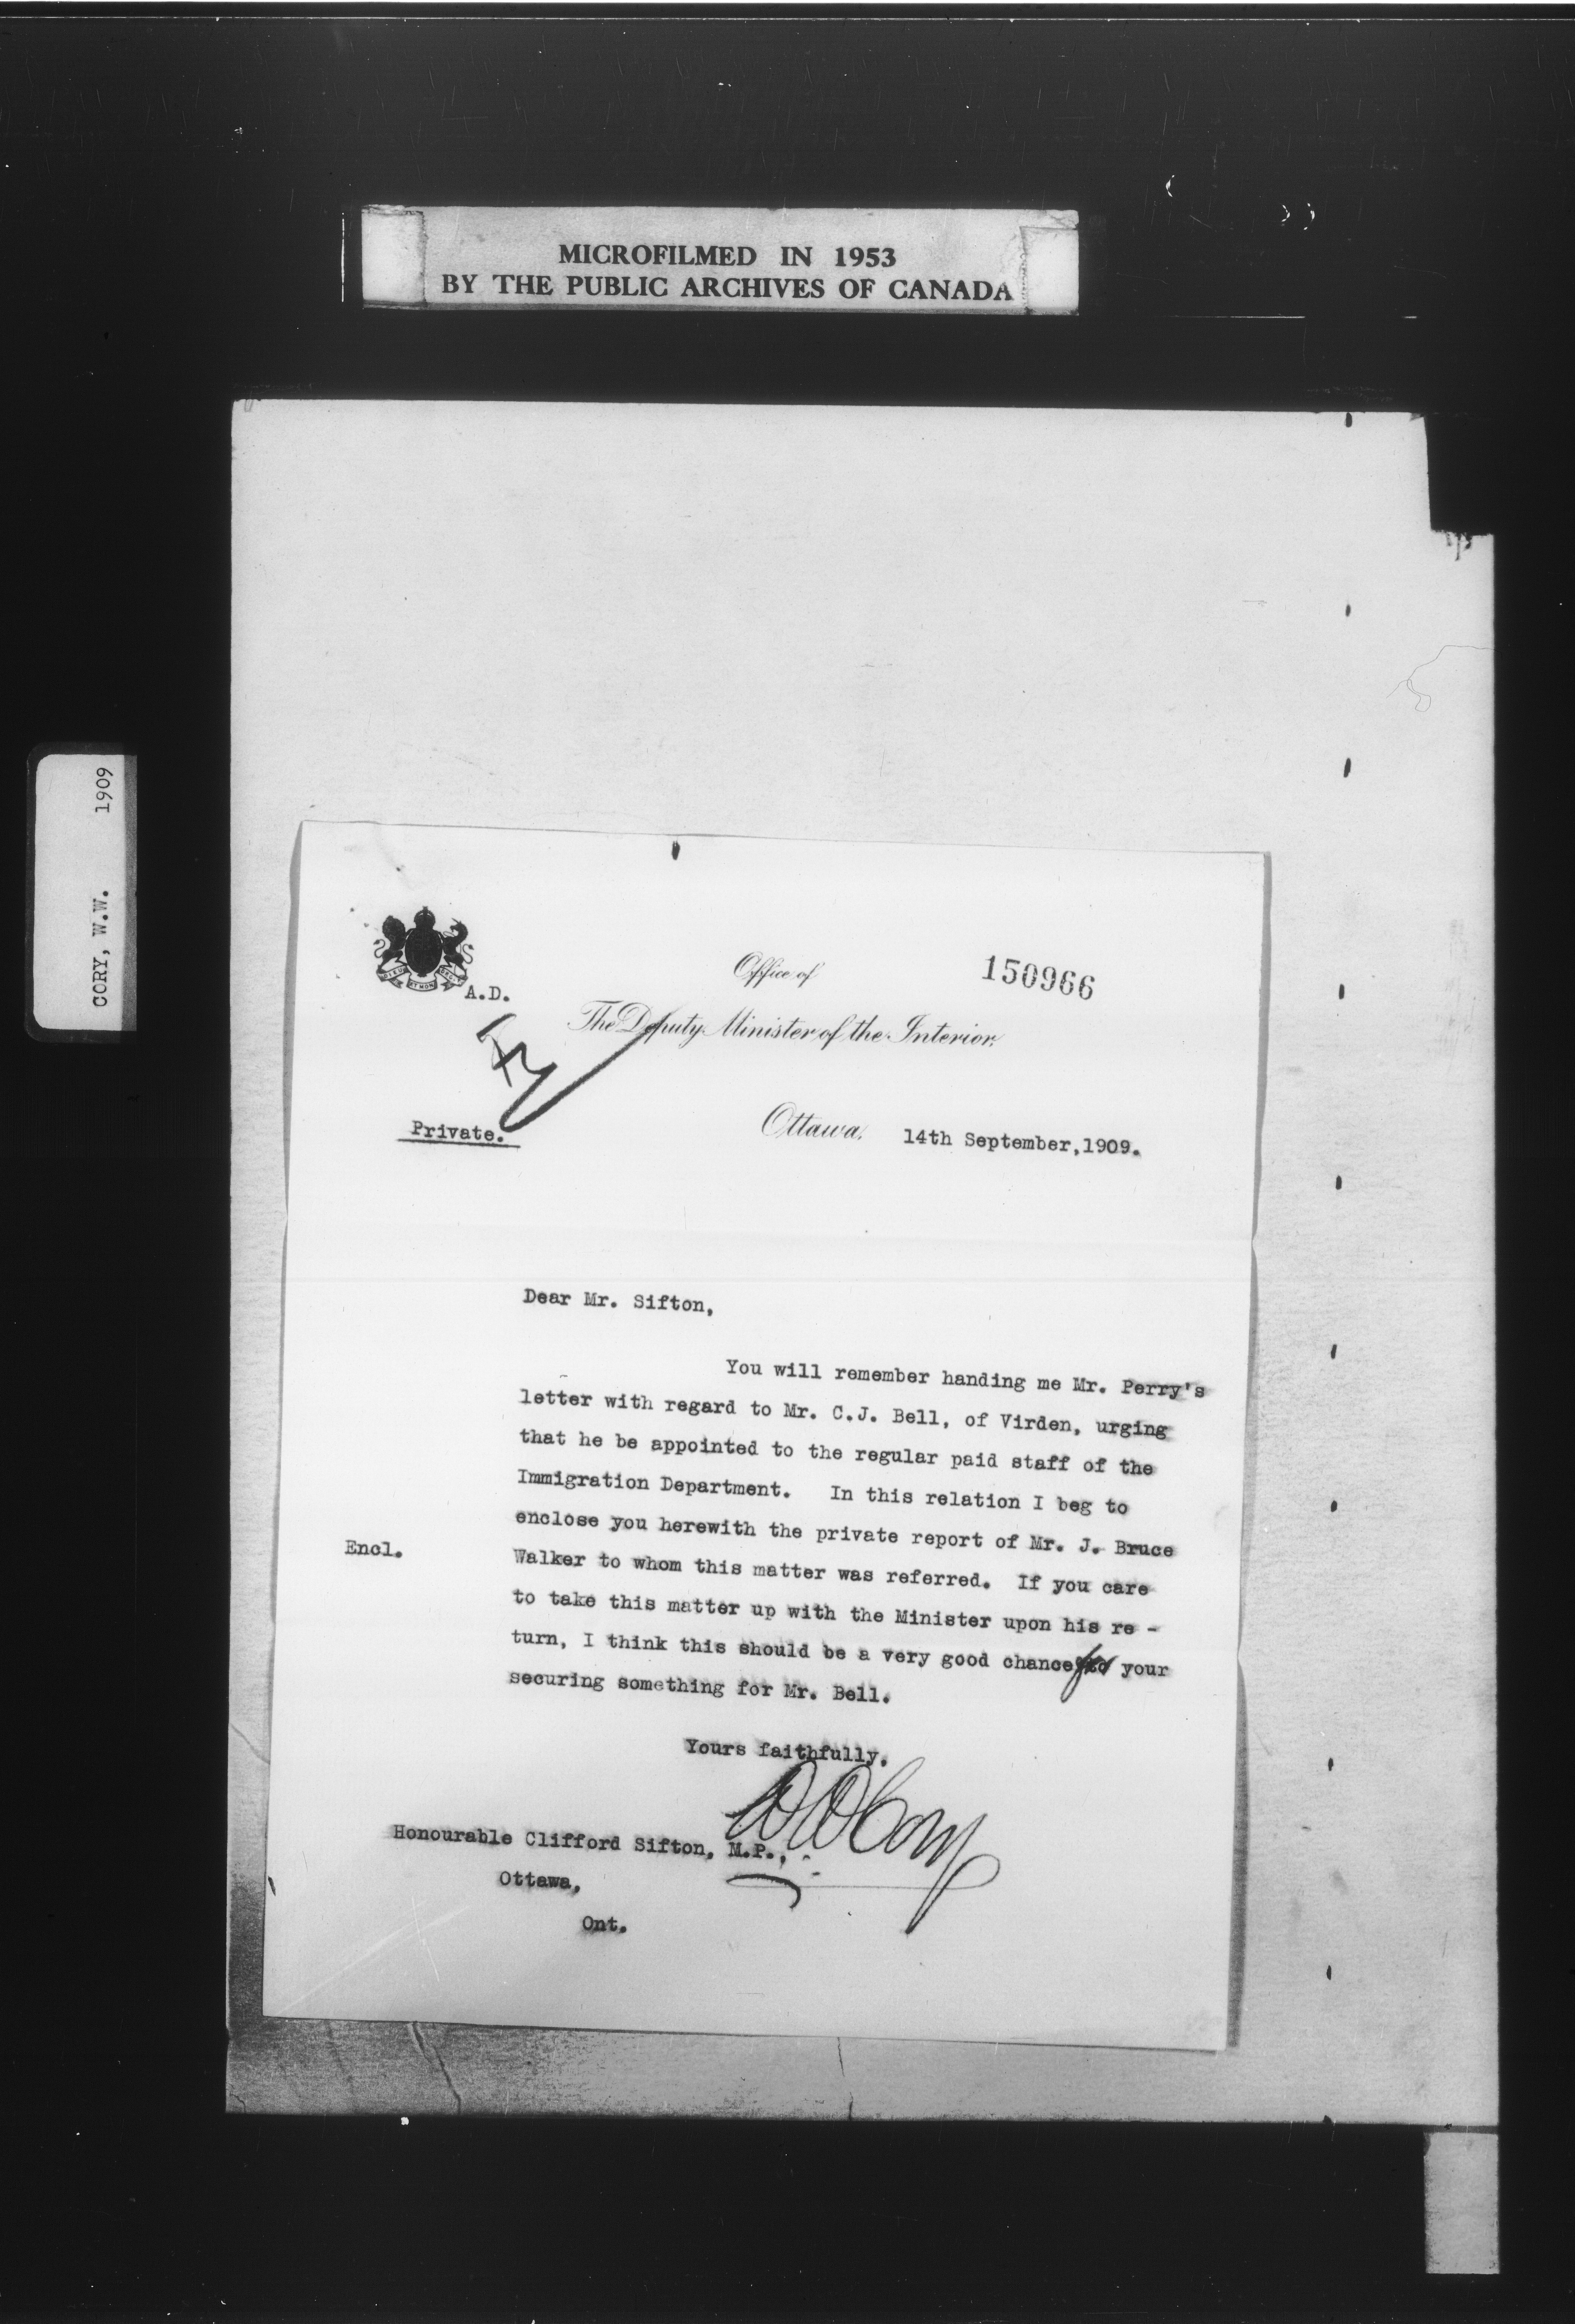 MICROFILMED IN 1953
BY THE PUBLIC ARCHIVES OF CANADA
CORY, W.W. 1909
DIEU ET MON DROIT
A.D.
Office of
150966
The Deputy Minister of the Interior.
Private.
Ottawa, 14th September, 1909.
Dear Mr. Sifton,
You will remember handing me Mr. Perry's
letter with regard to Mr. C.J. Bell, of Virden, urging
that he be appointed to the regular paid staff of the
Immigration Department. In this relation I beg to
enclose you herewith the private report of Mr. J. Bruce
Encl.
Walker to whom this matter was referred. If you care
to take this matter up with the Minister upon his re -
turn, I think this should be a very good chance for your
securing something for Mr. Bell.
Yours faithfully,
WWCory
Honourable Clifford Sifton, M.P.,
Ottawa,
Ont.